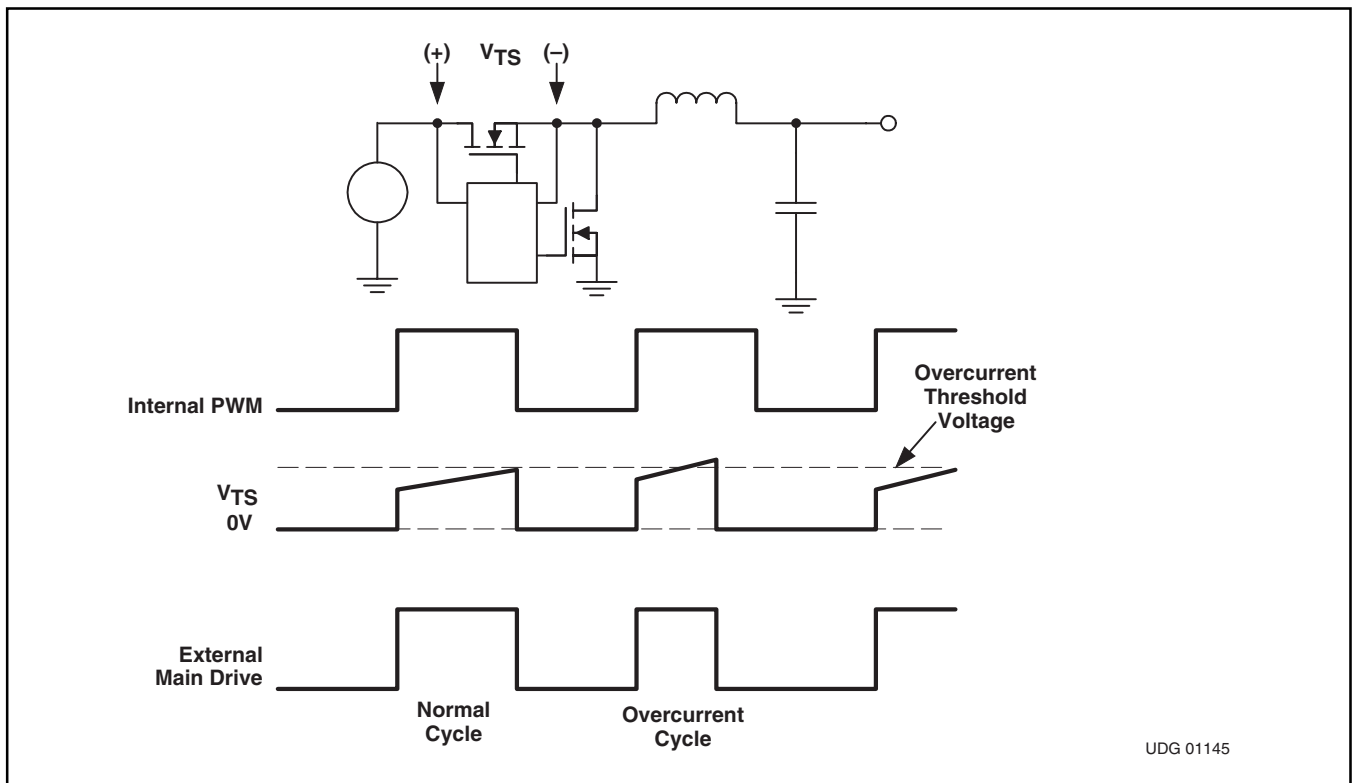 (+) VTS (–)
Internal PWM
Overcurrent
Threshold
Voltage
VTS
0V
External
Main Drive
Normal
Cycle
Overcurrent
Cycle
UDG 01145